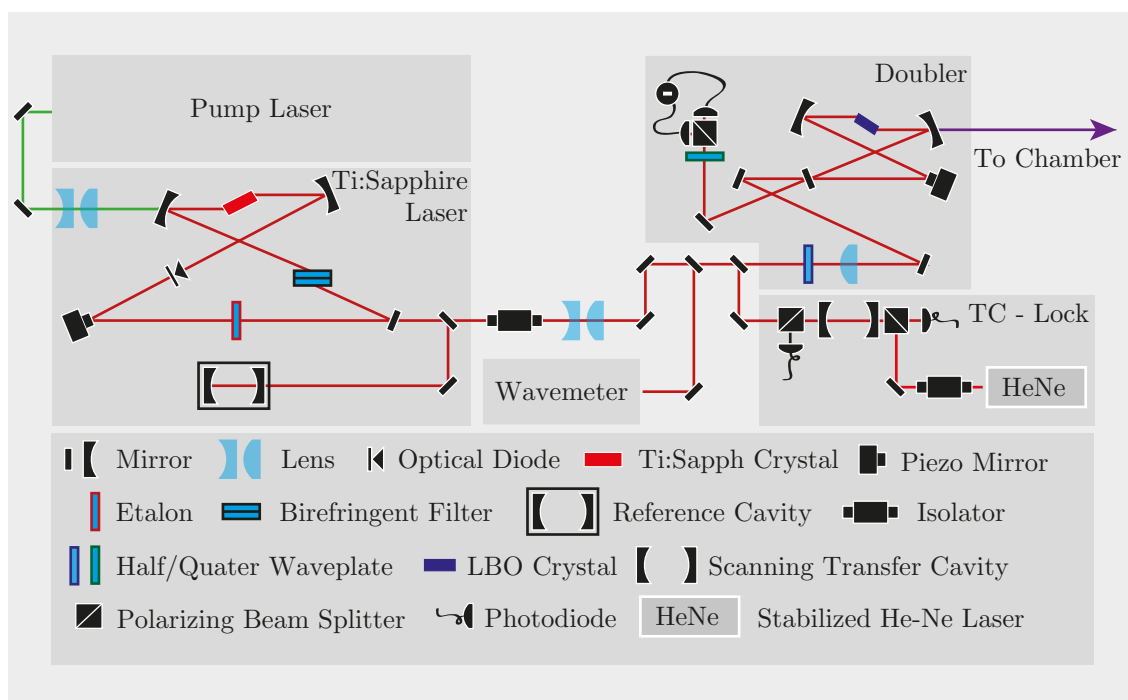 Pump Laser
Doubler
To Chamber
Ti:Sapphire
Laser
TC - Lock
Wavemeter
HeNe
Mirror
Lens
Optical Diode
Ti:Sapph Crystal
Piezo Mirror
Etalon
Birefringent Filter
Reference Cavity
Isolator
Half/Quater Waveplate
LBO Crystal
Scanning Transfer Cavity
Polarizing Beam Splitter
Photodiode
HeNe
Stabilized He-Ne Laser